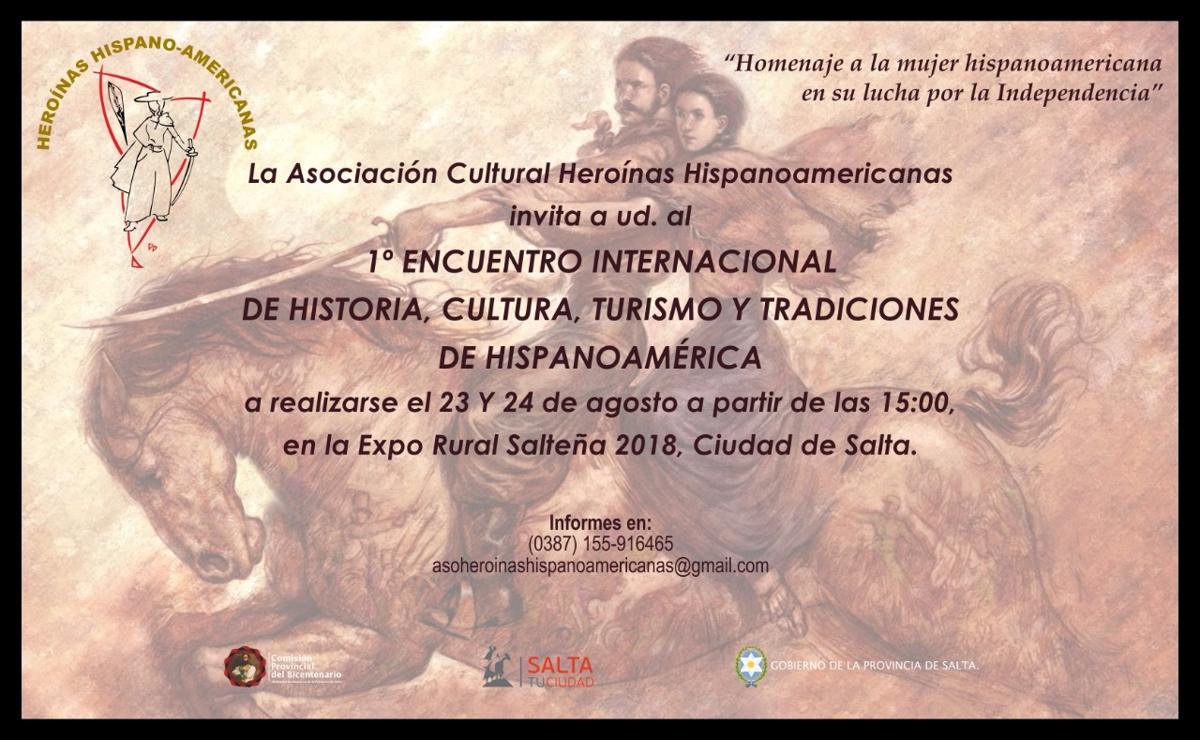 HEROÍNAS HISPANO-AMERICANAS
“Homenaje a la mujer hispanoamericana
en su lucha por la Independencia”
La Asociación Cultural Heroínas Hispanoamericanas
invita a ud. al
1º ENCUENTRO INTERNACIONAL
DE HISTORIA, CULTURA, TURISMO Y TRADICIONES
DE HISPANOAMÉRICA
a realizarse el 23 Y 24 de agosto a partir de las 15:00,
en la Expo Rural Salteña 2018, Ciudad de Salta.
Informes en:
(0387) 155-916465
asoheroinashispanoamericanas@gmail.com
Comisión
Provincial
del Bicentenario
SALTA
TUCIUDAD
GOBIERNO DE LA PROVINCIA DE SALTA.